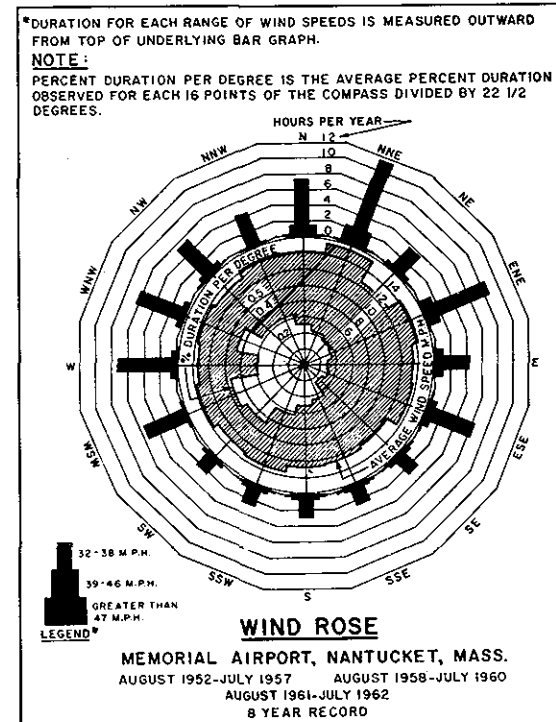 *DURATION FOR EACH RANGE OF WIND SPEEDS IS MEASURED OUTWARD
FROM TOP OF UNDERLYING BAR GRAPH.
NOTE:
PERCENT DURATION PER DEGREE IS THE AVERAGE PERCENT DURATION
OBSERVED FOR EACH 16 POINTS OF THE COMPASS DIVIDED BY 22 1/2
DEGREES.
HOURS PER YEAR
N 12
10
8
6
4
2
0
NNE
NE
ENE
E
ESE
SE
SSE
S
SSW
SW
WSW
W
WNW
NW
NNW
% DURATION PER DEGREE
0.5
0.4
0.2
14
12
8
6
AVERAGE WIND SPEED M.P.H.
AVERAGE WIND SPEED
32-38 M.P.H.
39-46 M.P.H.
GREATER THAN
47 M.P.H.
LEGEND*
WIND ROSE
MEMORIAL AIRPORT, NANTUCKET, MASS.
AUGUST 1952-JULY 1957 AUGUST 1958-JULY 1960
AUGUST 1961-JULY 1962
8 YEAR RECORD